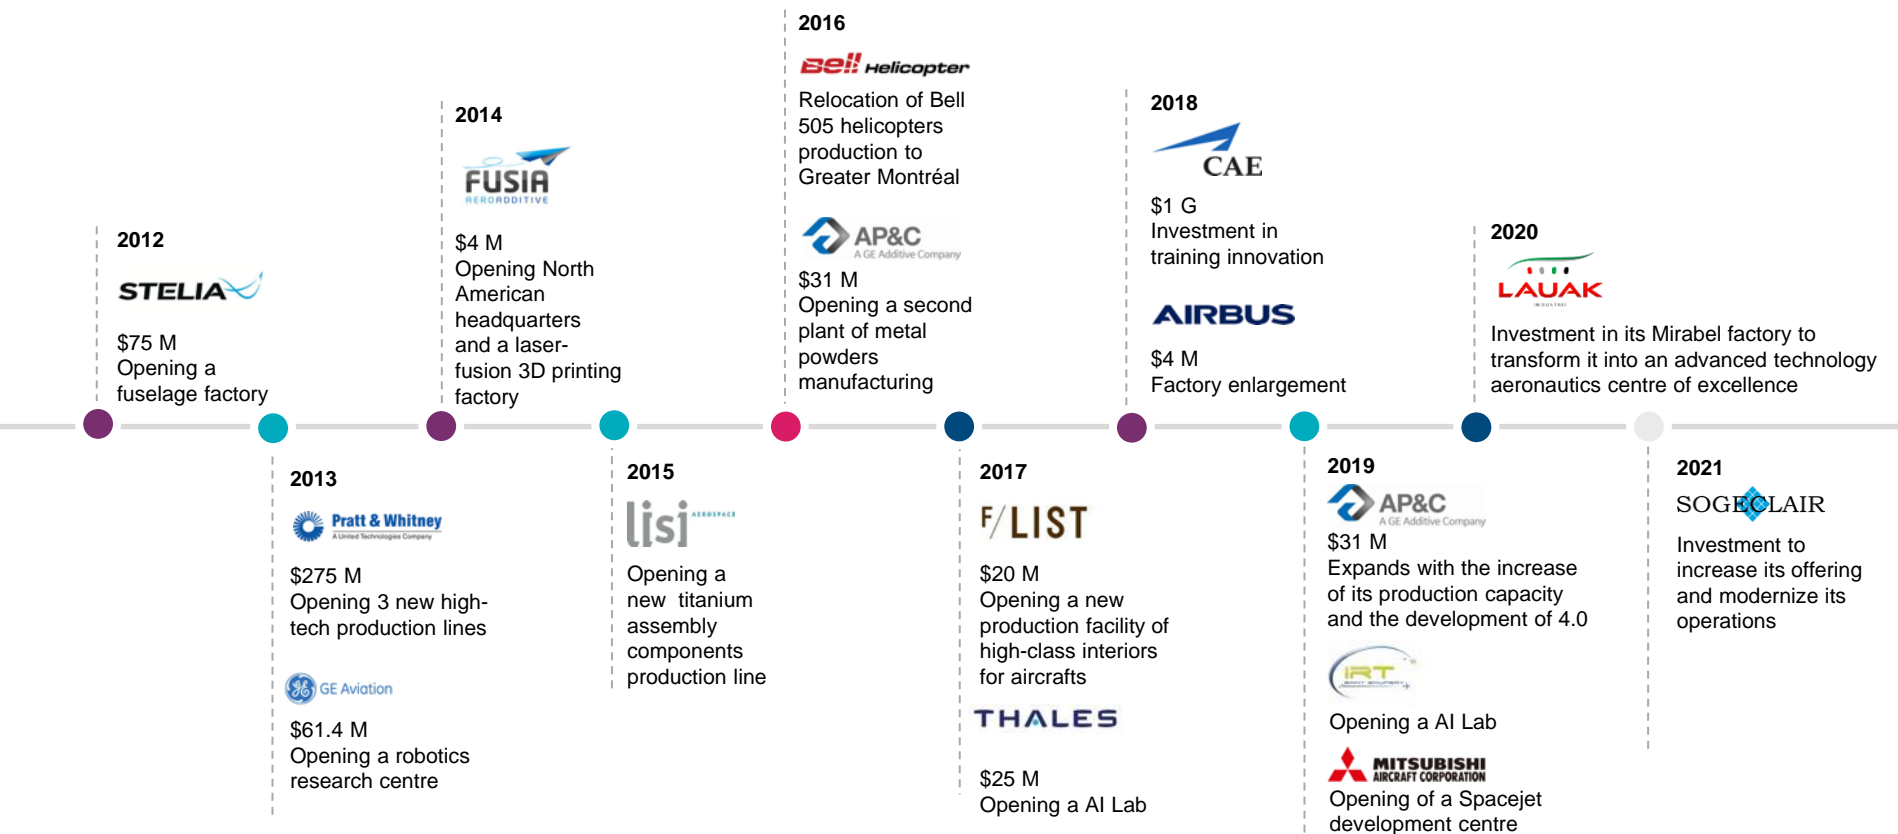 2012
STELIA
$75 M
Opening a
fuselage factory
2013
Pratt & Whitney
A United Technologies Company
$275 M
Opening 3 new high-
tech production lines
GE Aviation
$61.4 M
Opening a robotics
research centre
2014
FUSIA
AEROADDITIVE
$4 M
Opening North
American
headquarters
and a laser-
fusion 3D printing
factory
2015
lisi AEROSPACE
Opening a
new titanium
assembly
components
production line
2016
Bell Helicopter
Relocation of Bell
505 helicopters
production to
Greater Montréal
AP&C
A GE Additive Company
$31 M
Opening a second
plant of metal
powders
manufacturing
2017
F/LIST
$20 M
Opening a new
production facility of
high-class interiors
for aircrafts
THALES
$25 M
Opening a AI Lab
2018
CAE
$1 G
Investment in
training innovation
AIRBUS
$4 M
Factory enlargement
2019
AP&C
A GE Additive Company
$31 M
Expands with the increase
of its production capacity
and the development of 4.0
IRT
Opening a AI Lab
MITSUBISHI
AIRCRAFT CORPORATION
Opening of a Spacejet
development centre
2020
LAUAK
INDUSTRIE
Investment in its Mirabel factory to
transform it into an advanced technology
aeronautics centre of excellence
2021
SOGECLAIR
Investment to
increase its offering
and modernize its
operations